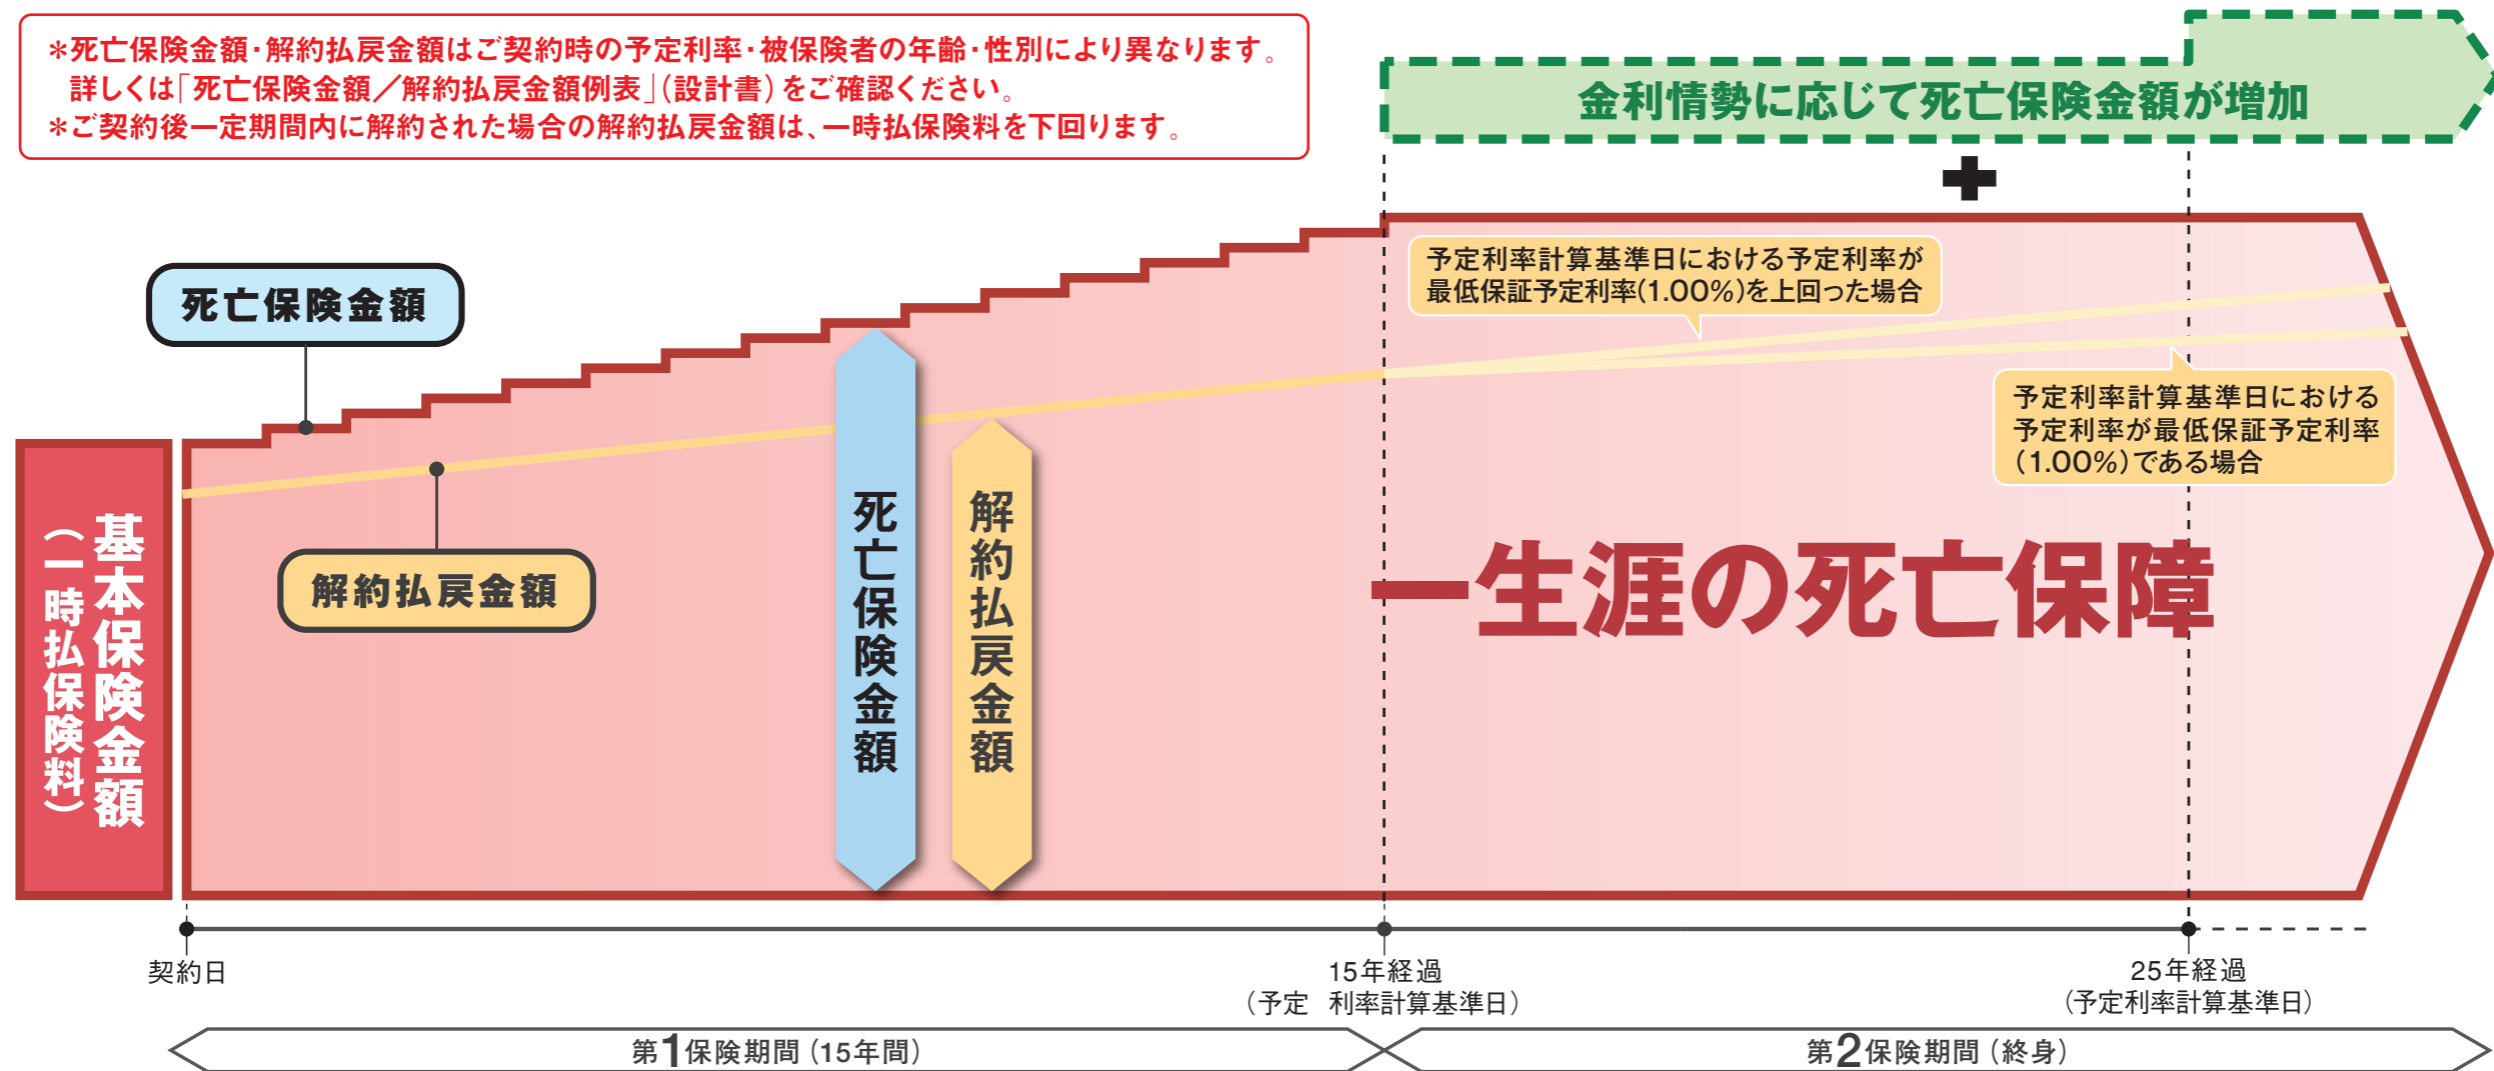 ＊死亡保険金額・解約払戻金額はご契約時の予定利率・被保険者の年齢・性別により異なります。
詳しくは「死亡保険金額／解約払戻金額例表」(設計書)をご確認ください。
＊ご契約後一定期間内に解約された場合の解約払戻金額は、一時払保険料を下回ります。
金利情勢に応じて死亡保険金額が増加
+
死亡保険金額
予定利率計算基準日における予定利率が
最低保証予定利率(1.00%)を上回った場合
予定利率計算基準日における
予定利率が最低保証予定利率
(1.00%)である場合
解約払戻金額
基本保険金額
(一時払保険料)
死亡保険金額
解約払戻金額
一生涯の死亡保障
契約日
15年経過
(予定 利率計算基準日)
25年経過
(予定利率計算基準日)
第1保険期間(15年間)
第2保険期間(終身)